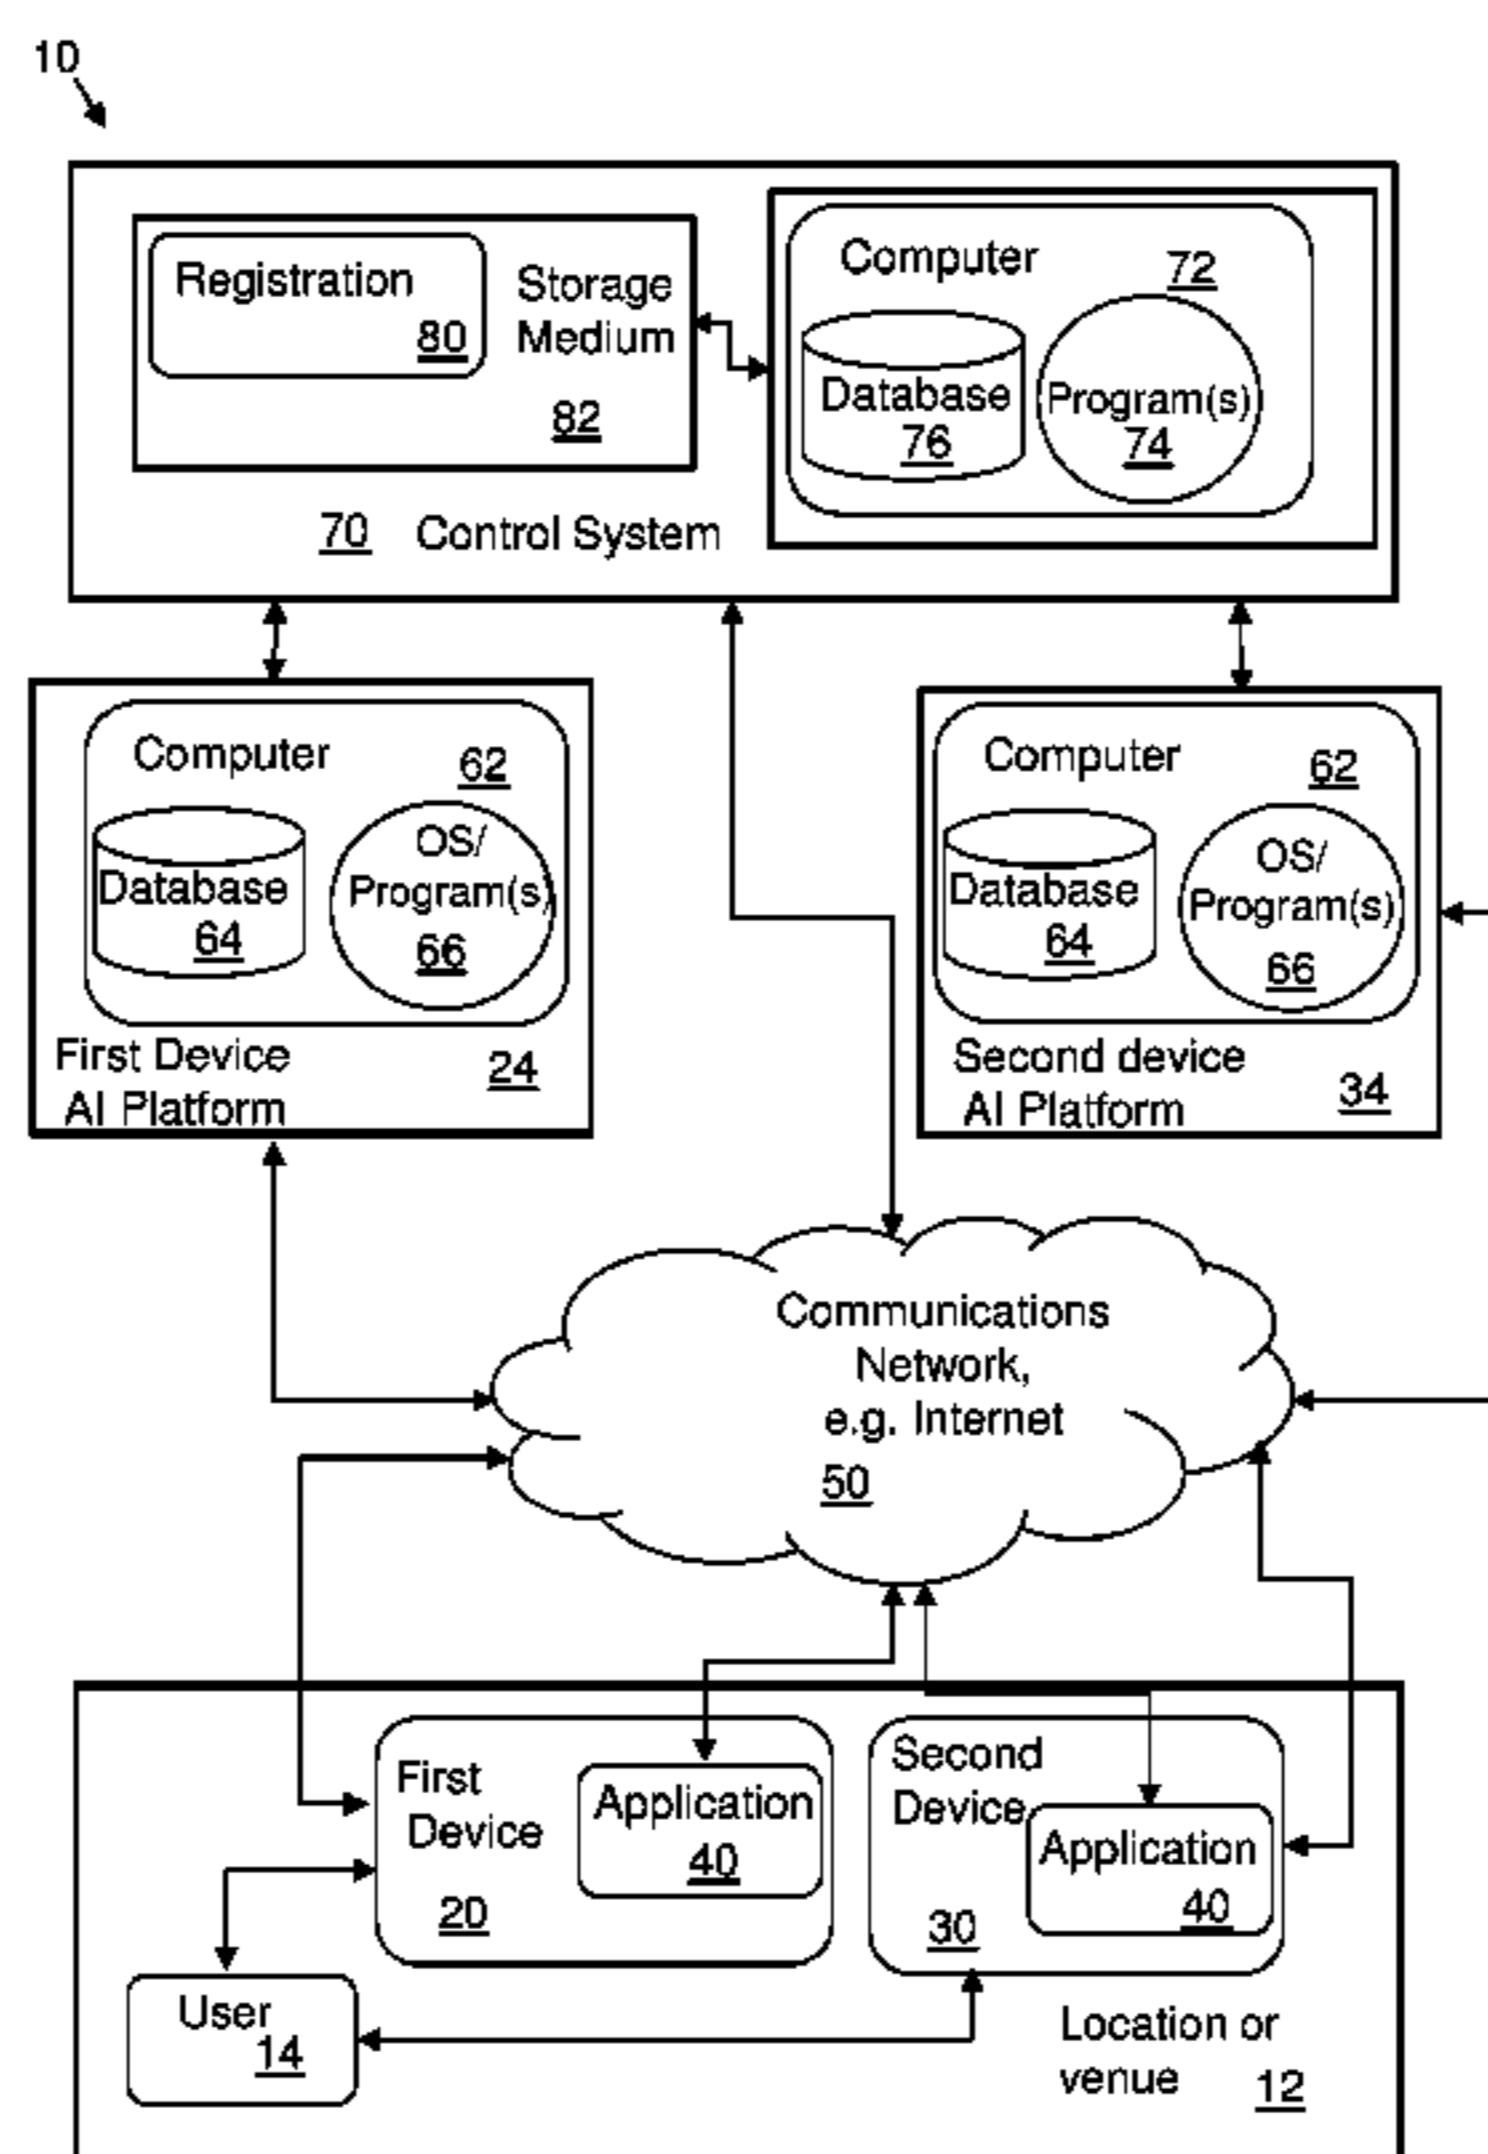 10
Registration
80
Storage
Medium
82
Computer
72
Database
76
Program(s)
74
70 Control System
Computer
62
Database
64
OS/
Program(s)
66
First Device
AI Platform
24
Computer
62
Database
64
OS/
Program(s)
66
Second device
AI Platform
34
Communications
Network,
e.g. Internet
50
First
Device
20
Application
40
Second
Device
30
Application
40
User
14
Location or
venue
12